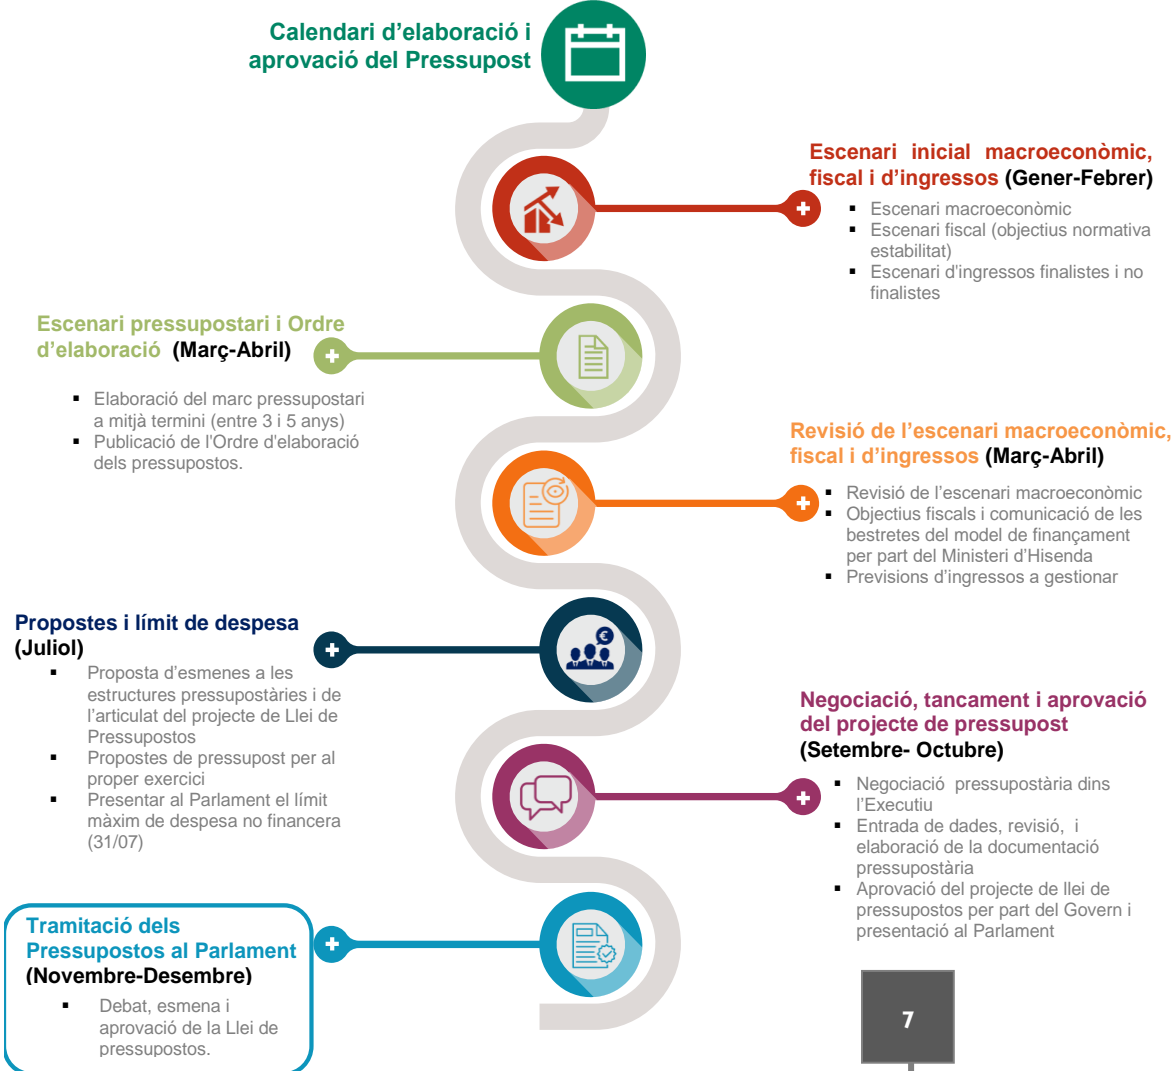 Calendari d’elaboració i
aprovació del Pressupost
Escenari inicial macroeconòmic,
fiscal i d’ingressos (Gener-Febrer)
▪ Escenari macroeconòmic
▪ Escenari fiscal (objectius normativa
estabilitat)
▪ Escenari d'ingressos finalistes i no
finalistes
Escenari pressupostari i Ordre
d’elaboració (Març-Abril)
▪ Elaboració del marc pressupostari
a mitjà termini (entre 3 i 5 anys)
▪ Publicació de l'Ordre d'elaboració
dels pressupostos.
Revisió de l’escenari macroeconòmic,
fiscal i d’ingressos (Març-Abril)
▪ Revisió de l’escenari macroeconòmic
▪ Objectius fiscals i comunicació de les
bestretes del model de finançament
per part del Ministeri d’Hisenda
▪ Previsions d’ingressos a gestionar
Propostes i límit de despesa
(Juliol)
▪ Proposta d’esmenes a les
estructures pressupostàries i de
l’articulat del projecte de Llei de
Pressupostos
▪ Propostes de pressupost per al
proper exercici
▪ Presentar al Parlament el límit
màxim de despesa no financera
(31/07)
€
Negociació, tancament i aprovació
del projecte de pressupost
(Setembre- Octubre)
▪ Negociació pressupostària dins
l’Executiu
▪ Entrada de dades, revisió, i
elaboració de la documentació
pressupostària
▪ Aprovació del projecte de llei de
pressupostos per part del Govern i
presentació al Parlament
Tramitació dels
Pressupostos al Parlament
(Novembre-Desembre)
▪ Debat, esmena i
aprovació de la Llei de
pressupostos.
7